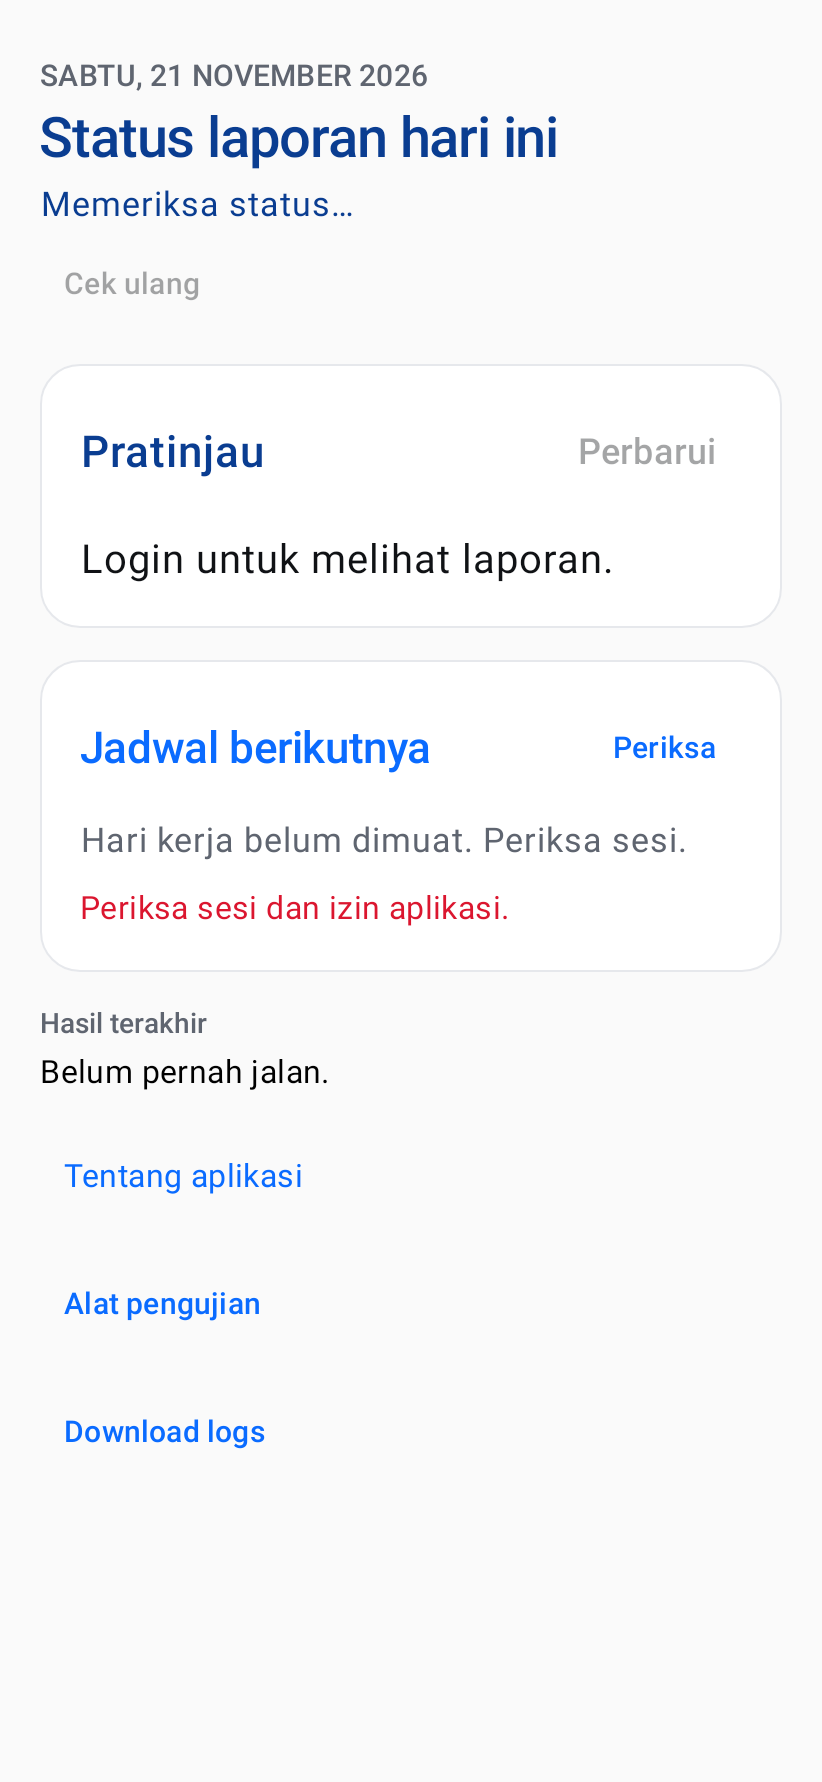 SABTU, 21 NOVEMBER 2026
Status laporan hari ini
Memeriksa status…
Cek ulang
Pratinjau
Perbarui
Login untuk melihat laporan.
Jadwal berikutnya
Periksa
Hari kerja belum dimuat. Periksa sesi.
Periksa sesi dan izin aplikasi.
Hasil terakhir
Belum pernah jalan.
Tentang aplikasi
Alat pengujian
Download logs